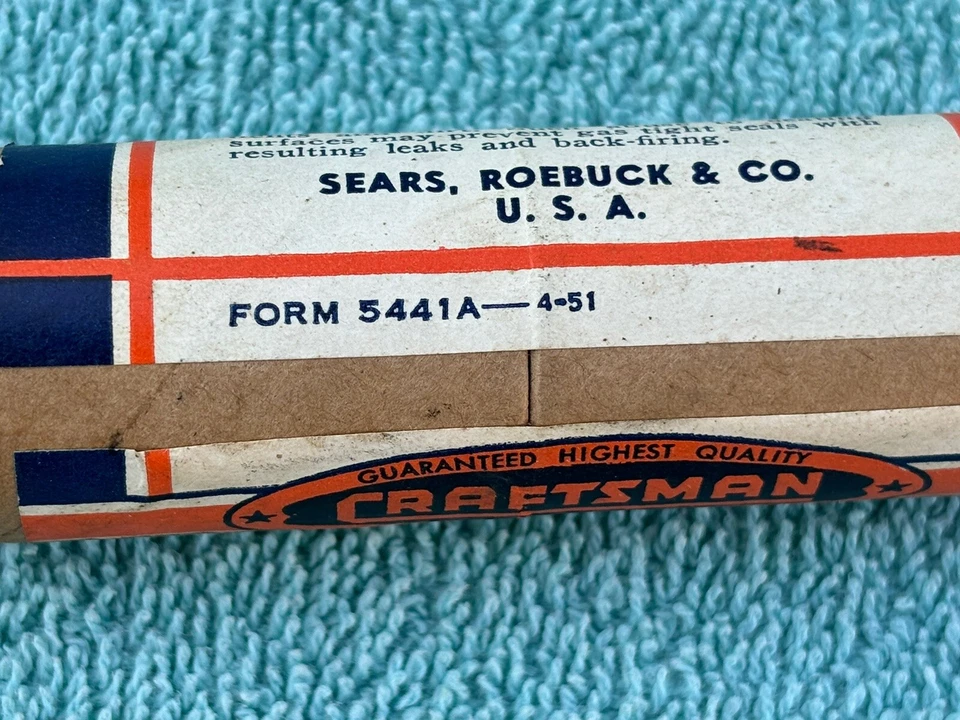 surfaces may prevent gas tight seals with
resulting leaks and back-firing.
SEARS, ROEBUCK & CO.
U. S. A.
FORM 5441A—4-51
GUARANTEED HIGHEST QUALITY
CRAFTSMAN